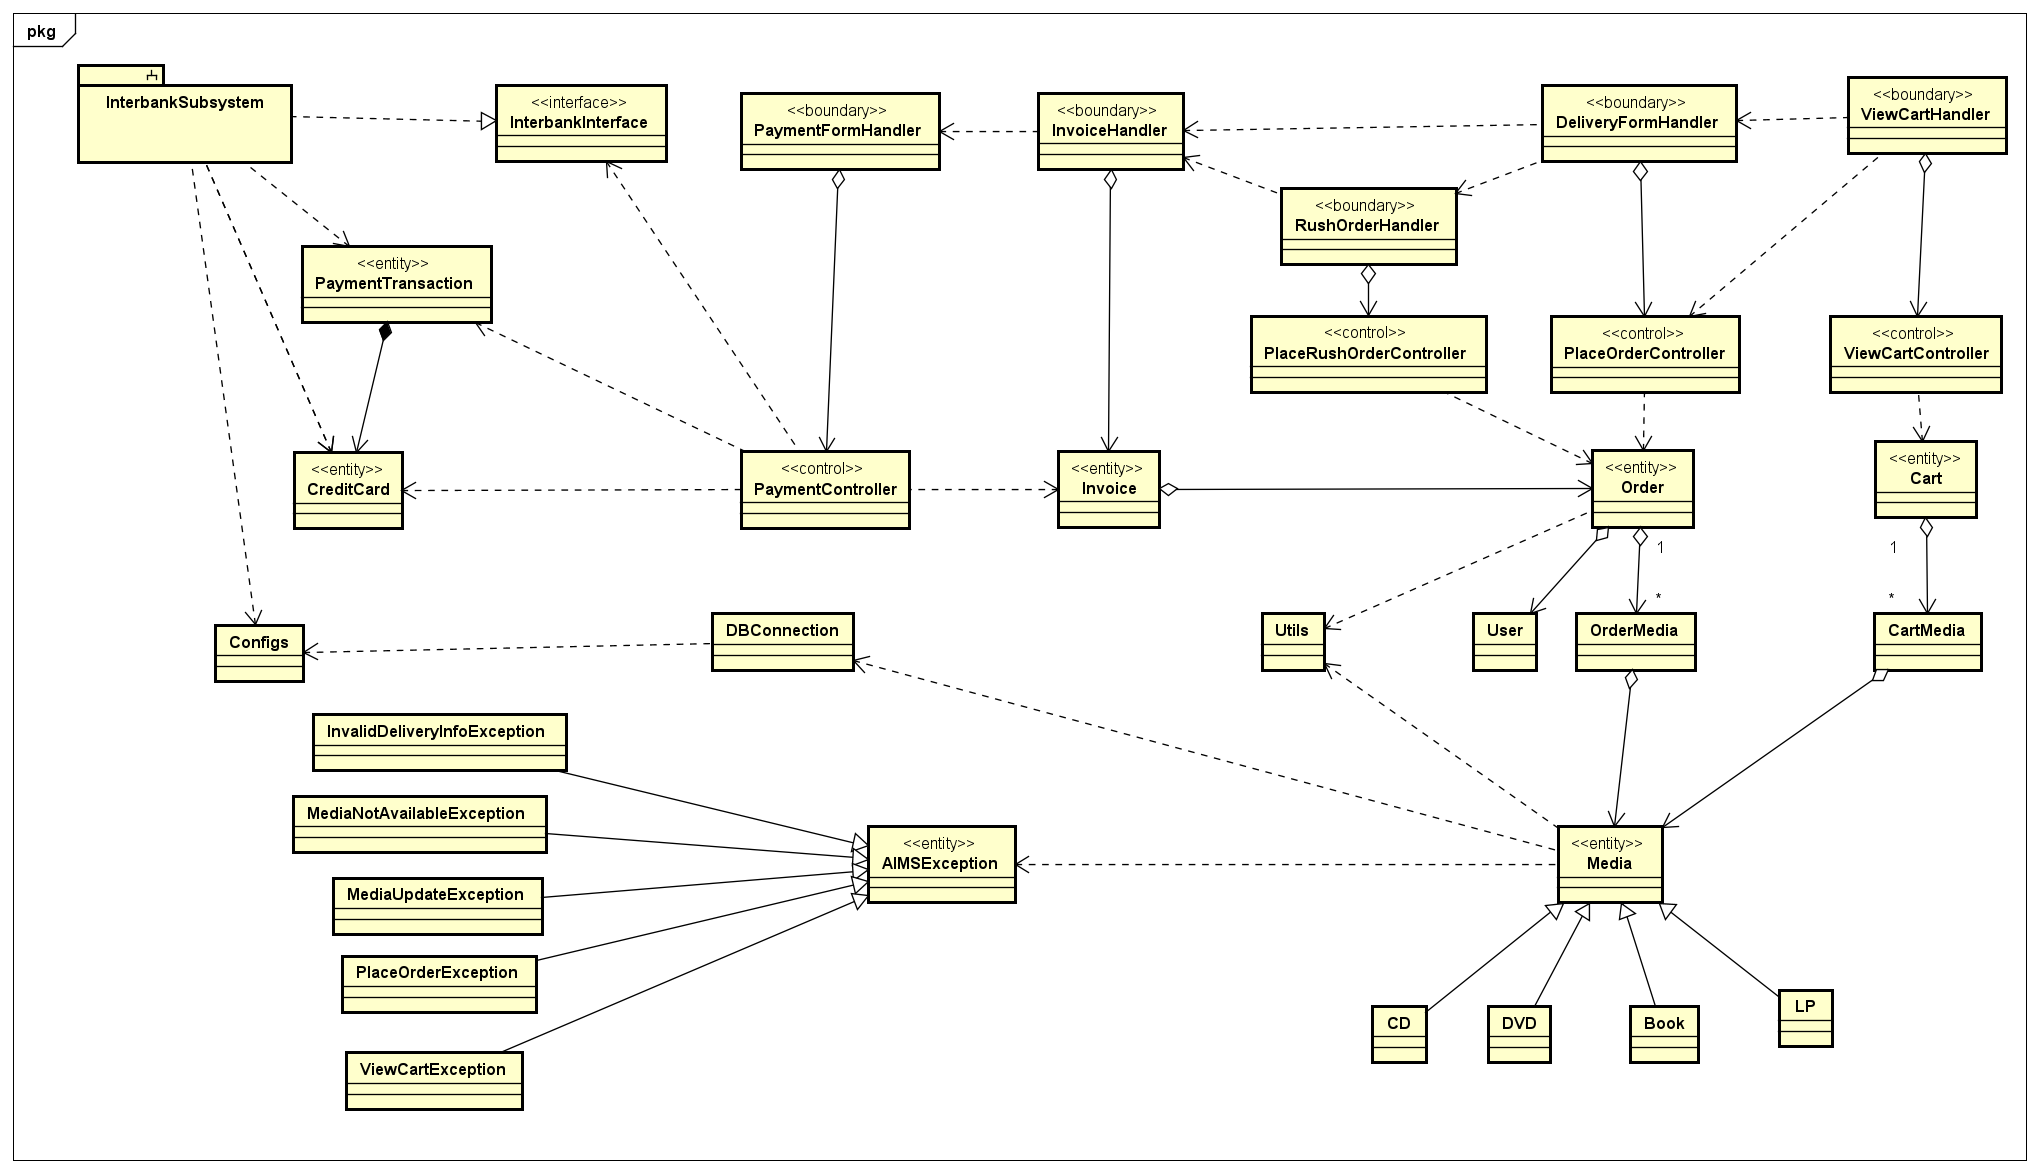 pkg
InterbankSubsystem
<<interface>>
InterbankInterface
<<boundary>>
PaymentFormHandler
<<boundary>>
InvoiceHandler
<<boundary>>
DeliveryFormHandler
<<boundary>>
ViewCartHandler
<<boundary>>
RushOrderHandler
<<entity>>
PaymentTransaction
<<control>>
PlaceRushOrderController
<<control>>
PlaceOrderController
<<control>>
ViewCartController
<<entity>>
CreditCard
<<control>>
PaymentController
<<entity>>
Invoice
<<entity>>
Order
<<entity>>
Cart
1
1
*
*
Configs
DBConnection
Utils
User
OrderMedia
CartMedia
InvalidDeliveryInfoException
MediaNotAvailableException
MediaUpdateException
PlaceOrderException
ViewCartException
<<entity>>
AIMSException
<<entity>>
Media
CD
DVD
Book
LP